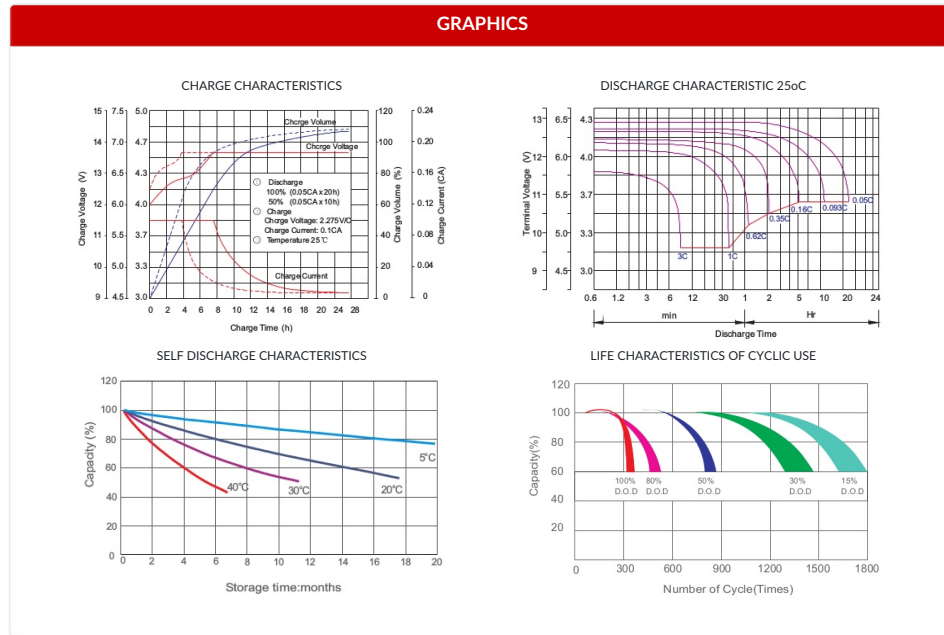 GRAPHICS
CHARGE CHARACTERISTICS
Charge Voltage (V)
15 7.5 5.0
14 7.0 4.7
13 6.5 4.3
12 6.0 4.0
11 5.5 3.7
10 5.0 3.3
9 4.5 3.0
120 0.24
100 0.20
80 0.16
60 0.12
40 0.08
20 0.04
0 0
Charge Volume (%)
Charge Current (CA)
Chcrge Volume
Chcrge Voltage
① Discharge
100% (0.05CA x 20h)
50% (0.05CA x 10h)
② Charge
Chcrge Voltage: 2.275V/C
Charge Current: 0.1CA
③ Temperature 25℃
Charge Current
0 2 4 6 8 10 12 14 16 18 20 22 24 28
Charge Time (h)
DISCHARGE CHARACTERISTIC 25oC
Terminal Voltage (V)
13 6.5 4.3
12 6.0 4.0
11 5.5 3.7
10 5.0 3.3
9 4.5 3.0
3C 1C 0.62C 0.35C 0.16C 0.093C 0.05C
0.6 1.2 3 6 12 30 1 2 5 10 20 24
min Hr
Discharge Time
SELF DISCHARGE CHARACTERISTICS
Capacity (%)
120
100
80
60
40
20
0
40°C 30°C 20°C 5°C
0 2 4 6 8 10 12 14 16 18 20
Storage time:months
LIFE CHARACTERISTICS OF CYCLIC USE
Capacity(%)
120
100
80
60
40
20
0
100% 80% 50% 30% 15%
D.O.D D.O.D D.O.D D.O.D D.O.D
0 300 600 900 1200 1500 1800
Number of Cycle(Times)